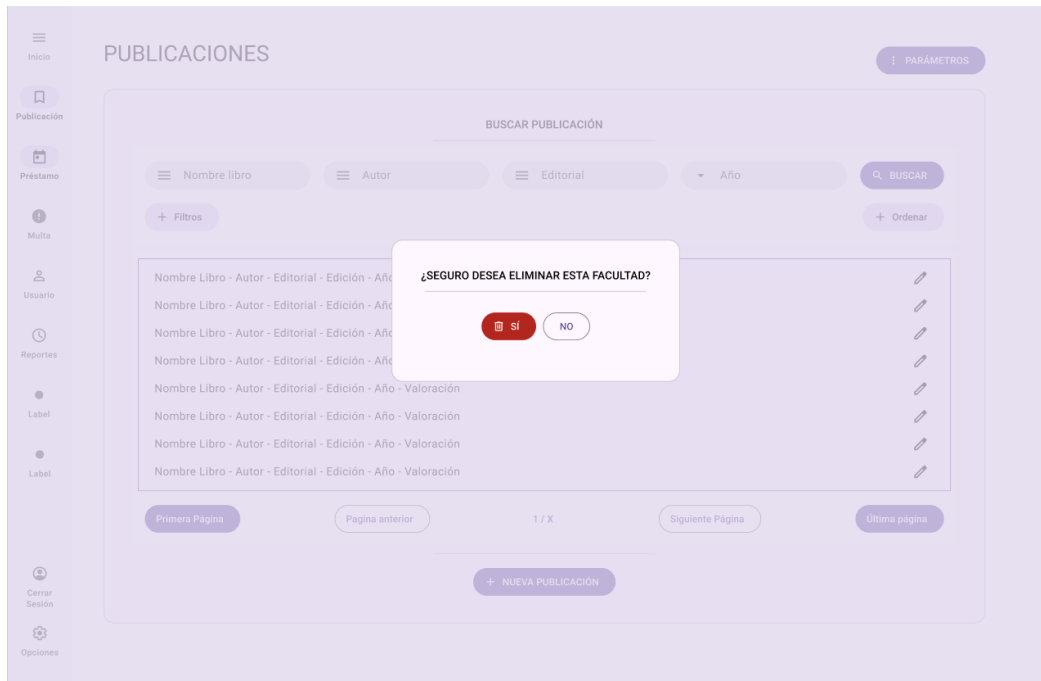 Inicio
PUBLICACIONES
PARÁMETROS
Publicación
BUSCAR PUBLICACIÓN
Préstamo
Nombre libro
Autor
Editorial
Año
BUSCAR
+ Filtros
+ Ordenar
Multa
¿SEGURO DESEA ELIMINAR ESTA FACULTAD?
SÍ
NO
Nombre Libro - Autor - Editorial - Edición - Añ
Nombre Libro - Autor - Editorial - Edición - Añ
Nombre Libro - Autor - Editorial - Edición - Añ
Nombre Libro - Autor - Editorial - Edición - Añ
Nombre Libro - Autor - Editorial - Edición - Año - Valoración
Nombre Libro - Autor - Editorial - Edición - Año - Valoración
Nombre Libro - Autor - Editorial - Edición - Año - Valoración
Nombre Libro - Autor - Editorial - Edición - Año - Valoración
Usuario
Reportes
Label
Label
Primera Página
Pagina anterior
1 / X
Siguiente Página
Última página
+ NUEVA PUBLICACIÓN
Cerrar
Sesión
Opciones